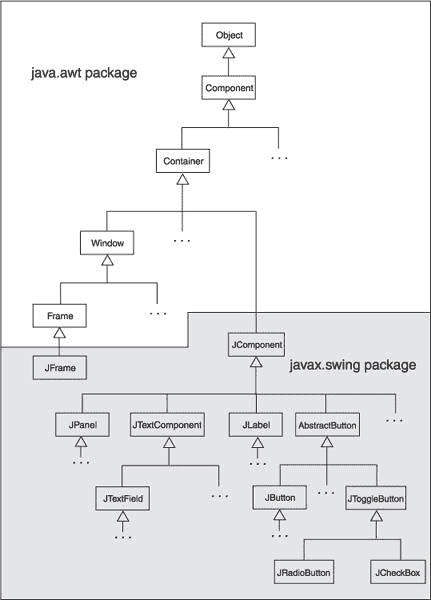 Object
java.awt package
Component
Container
...
Window
...
Frame
...
JComponent
javax.swing package
JFrame
JPanel
JTextComponent
JLabel
AbstractButton
...
...
...
JTextField
...
JButton
...
JToggleButton
...
...
JRadioButton
JCheckBox